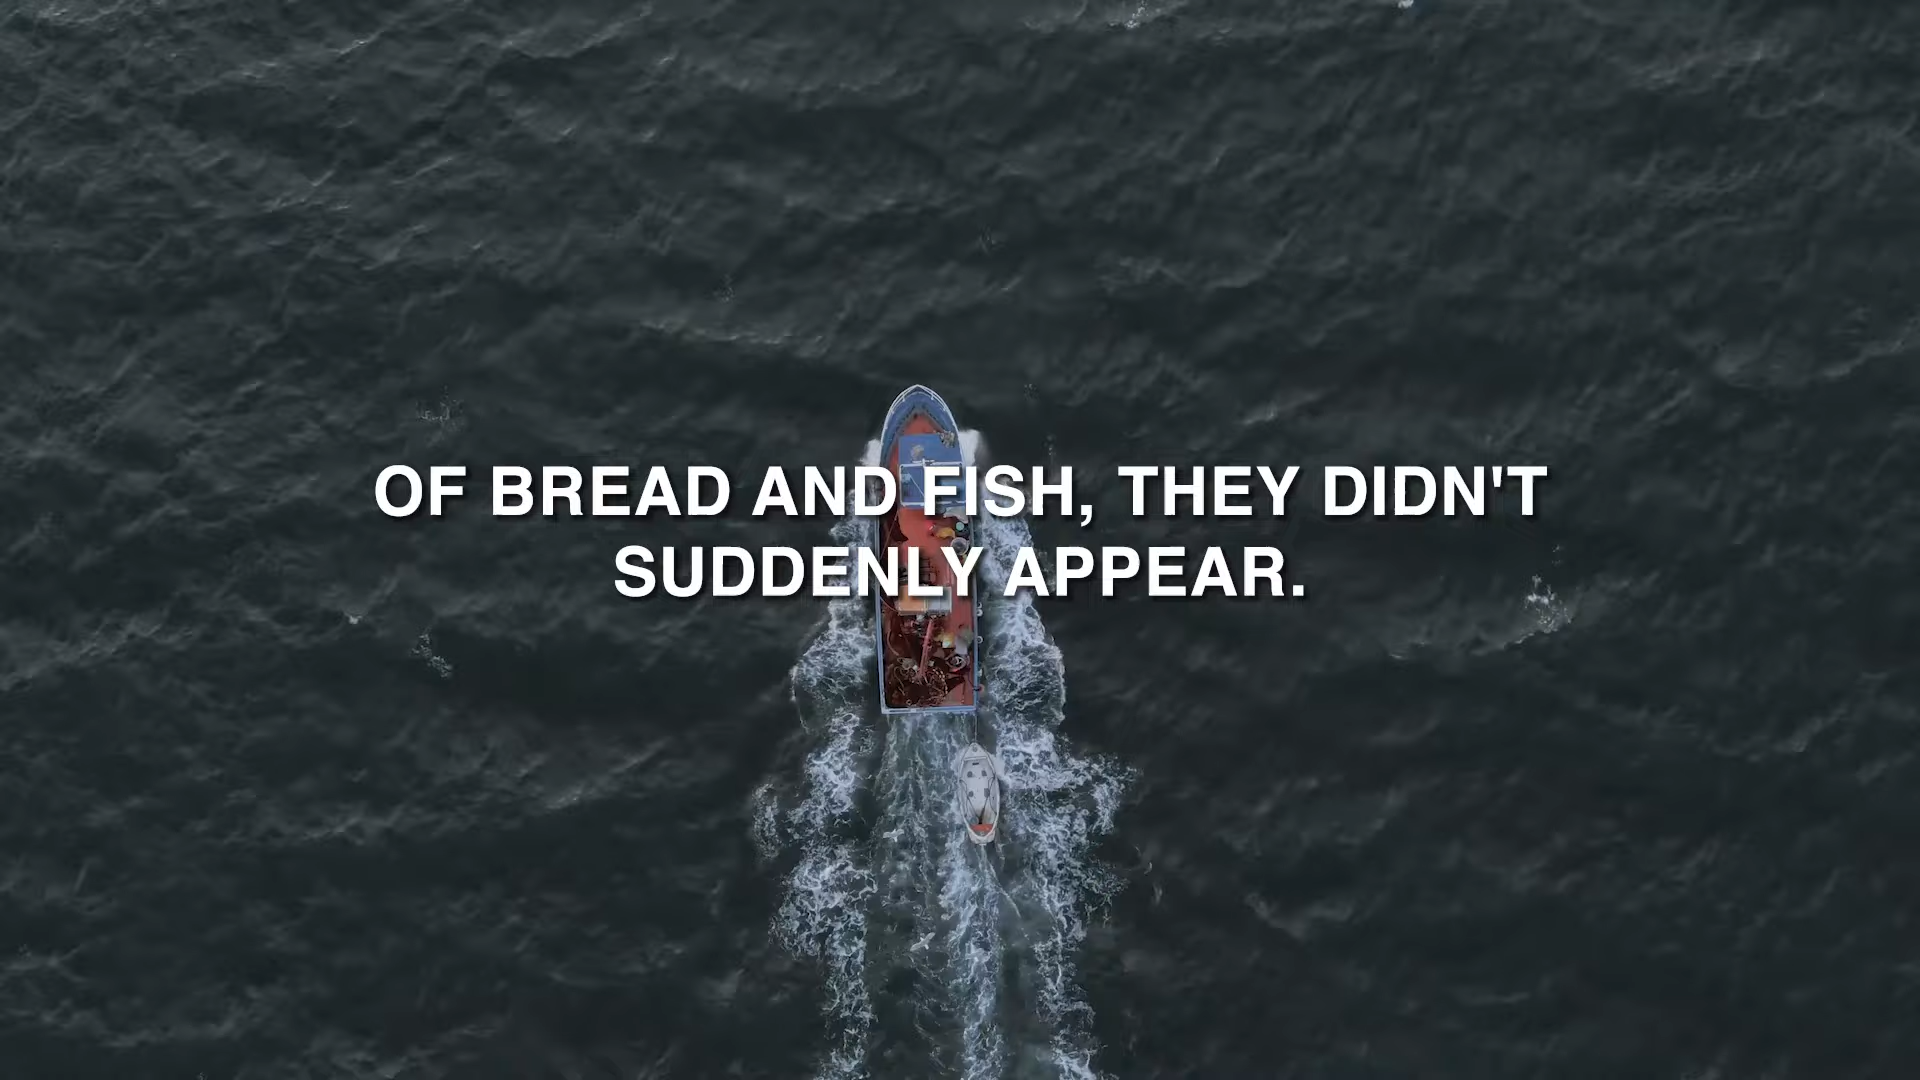 OF BREAD AND FISH, THEY DIDN'T
SUDDENLY APPEAR.